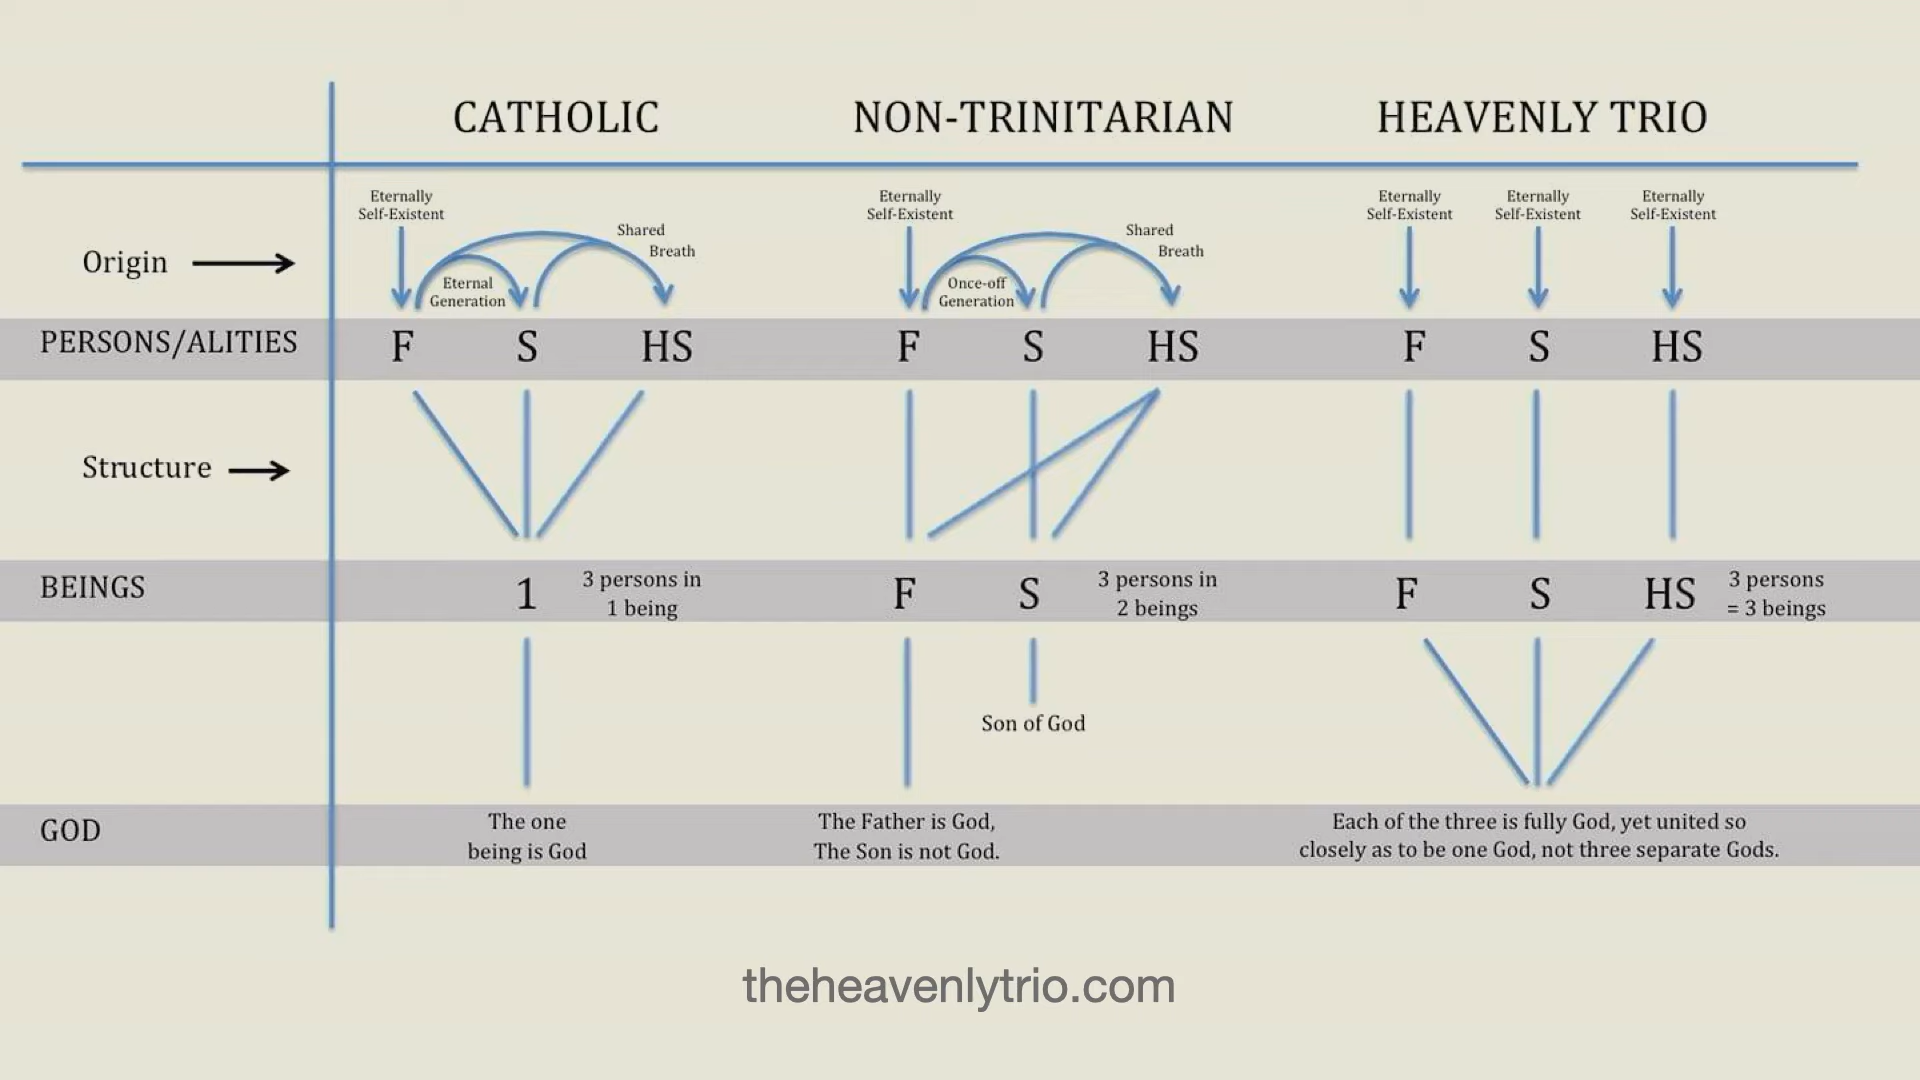 CATHOLIC
NON-TRINITARIAN
HEAVENLY TRIO
Origin
Eternally
Self-Existent
Eternal
Generation
Shared
Breath
Eternally
Self-Existent
Once-off
Generation
Shared
Breath
Eternally
Self-Existent
Eternally
Self-Existent
Eternally
Self-Existent
PERSONS/ALITIES
F S HS
F S HS
F S HS
Structure
BEINGS
1
3 persons in
1 being
F S
3 persons in
2 beings
F S HS
3 persons
= 3 beings
Son of God
GOD
The one
being is God
The Father is God,
The Son is not God.
Each of the three is fully God, yet united so
closely as to be one God, not three separate Gods.
theheavenlytrio.com